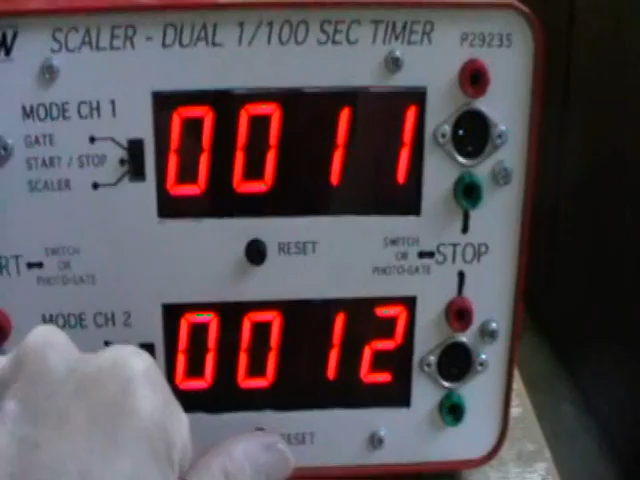 W SCALER - DUAL 1/100 SEC TIMER P29235
MODE CH 1
GATE
START / STOP
SCALER
0011
RT SWITCH OR PHOTO-GATE
RESET
SWITCH OR PHOTO-GATE STOP
MODE CH 2
0012
RESET